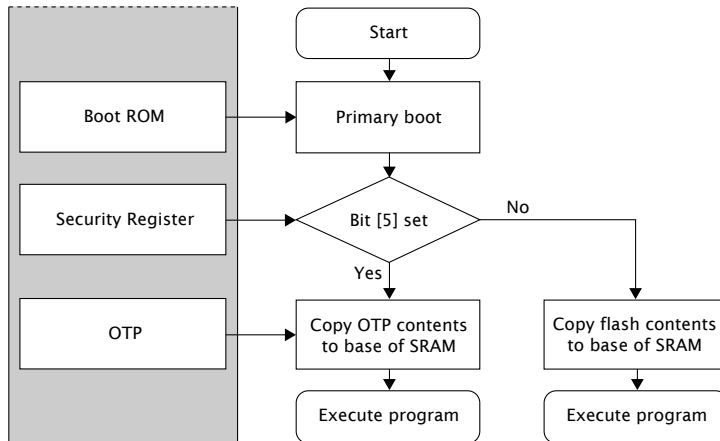 Start
Boot ROM
Primary boot
Security Register
Bit [5] set
No
Yes
OTP
Copy OTP contents
to base of SRAM
Copy flash contents
to base of SRAM
Execute program
Execute program